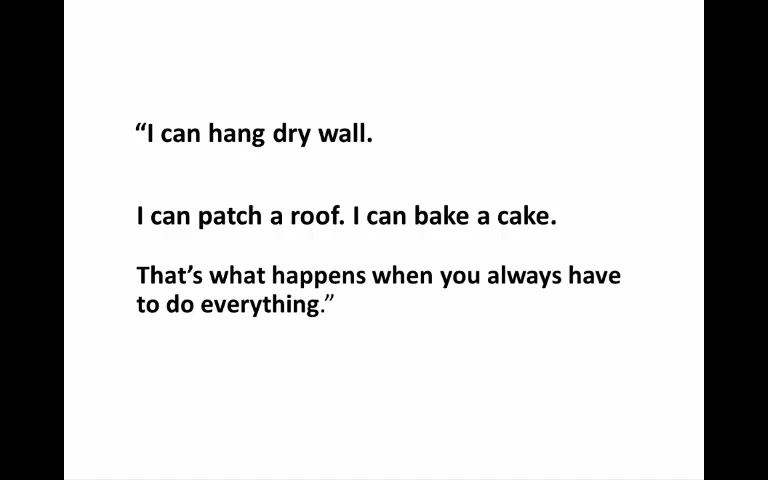 “I can hang dry wall.
I can patch a roof. I can bake a cake.
That’s what happens when you always have
to do everything.”